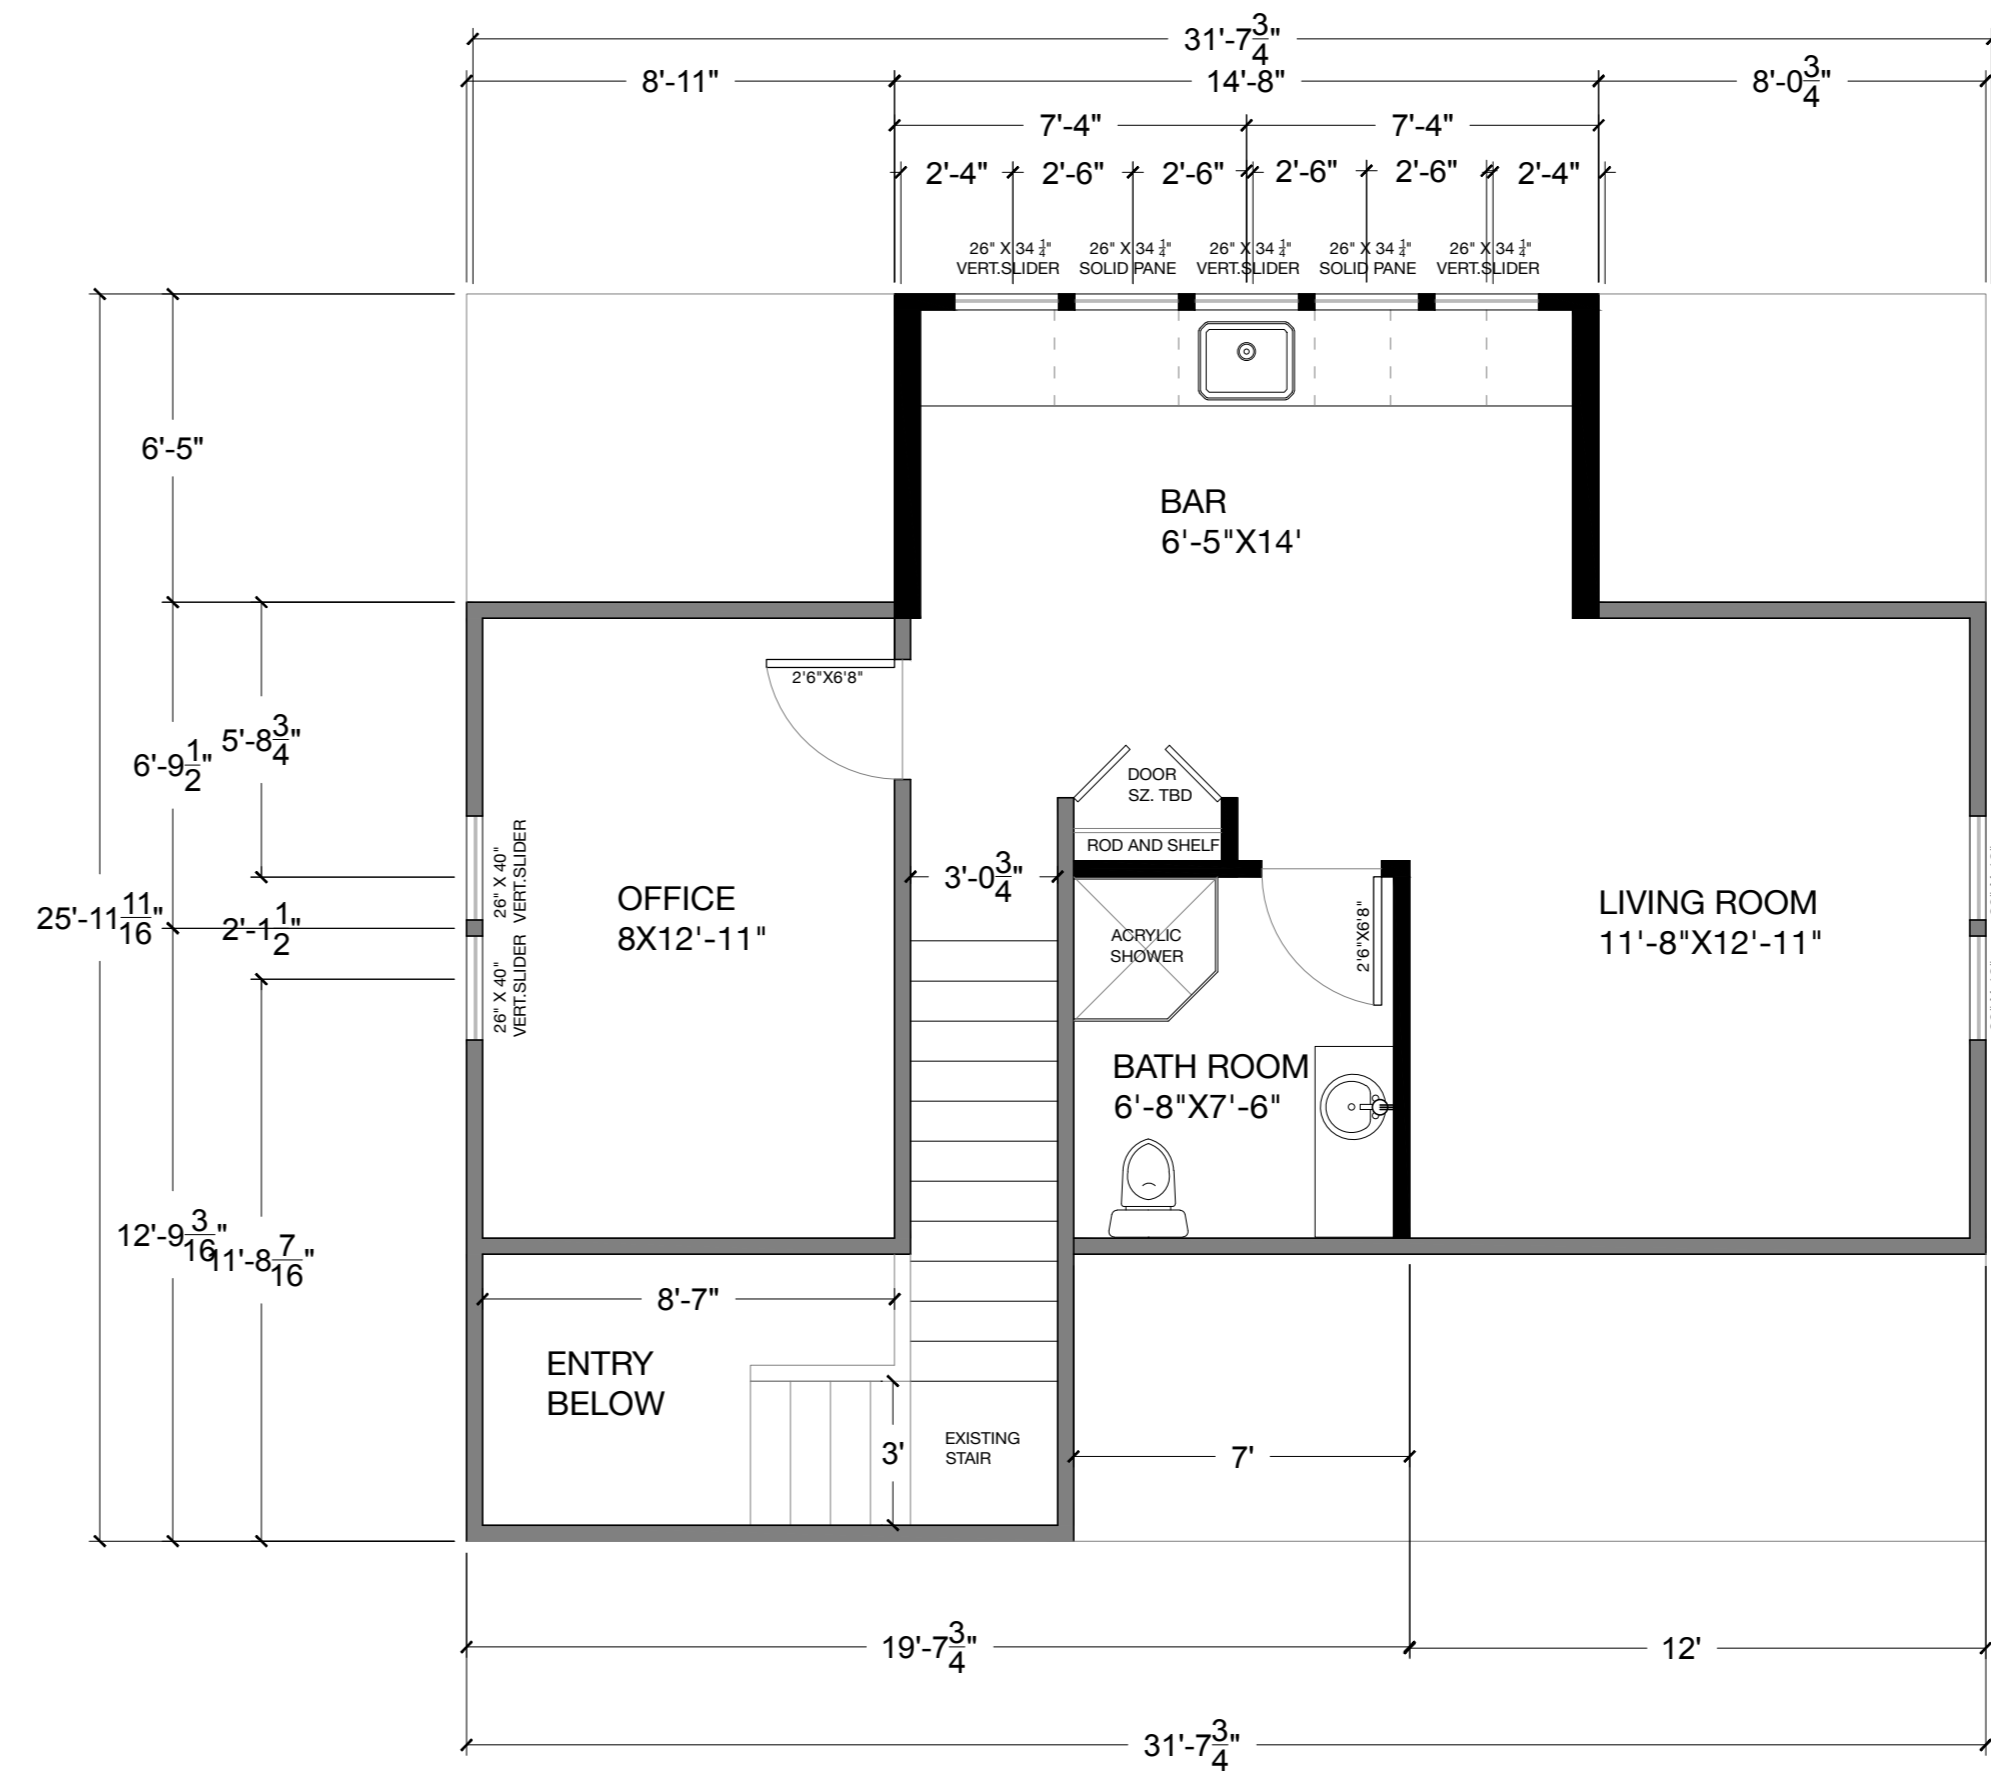 31'-7 3/4"
8'-11"
14'-8"
8'-0 3/4"
7'-4"
7'-4"
2'-4"
2'-6"
2'-6"
2'-6"
2'-6"
2'-4"
26" X 34 1/4"
VERT.SLIDER
26" X 34 1/4"
SOLID PANE
26" X 34 1/4"
VERT.SLIDER
26" X 34 1/4"
SOLID PANE
26" X 34 1/4"
VERT.SLIDER
6'-5"
BAR
6'-5"X14'
2'6"X6'8"
5'-8 3/4"
6'-9 1/2"
DOOR
SZ. TBD
ROD AND SHELF
3'-0 3/4"
26" X 40"
VERT.SLIDER
26" X 40"
VERT.SLIDER
OFFICE
8X12'-11"
25'-11 11/16"
2'-1 1/2"
ACRYLIC
SHOWER
2'6"X6'8"
LIVING ROOM
11'-8"X12'-11"
BATH ROOM
6'-8"X7'-6"
12'-9 3/16"
11'-8 7/16"
8'-7"
ENTRY
BELOW
3'
EXISTING
STAIR
7'
19'-7 3/4"
12'
31'-7 3/4"